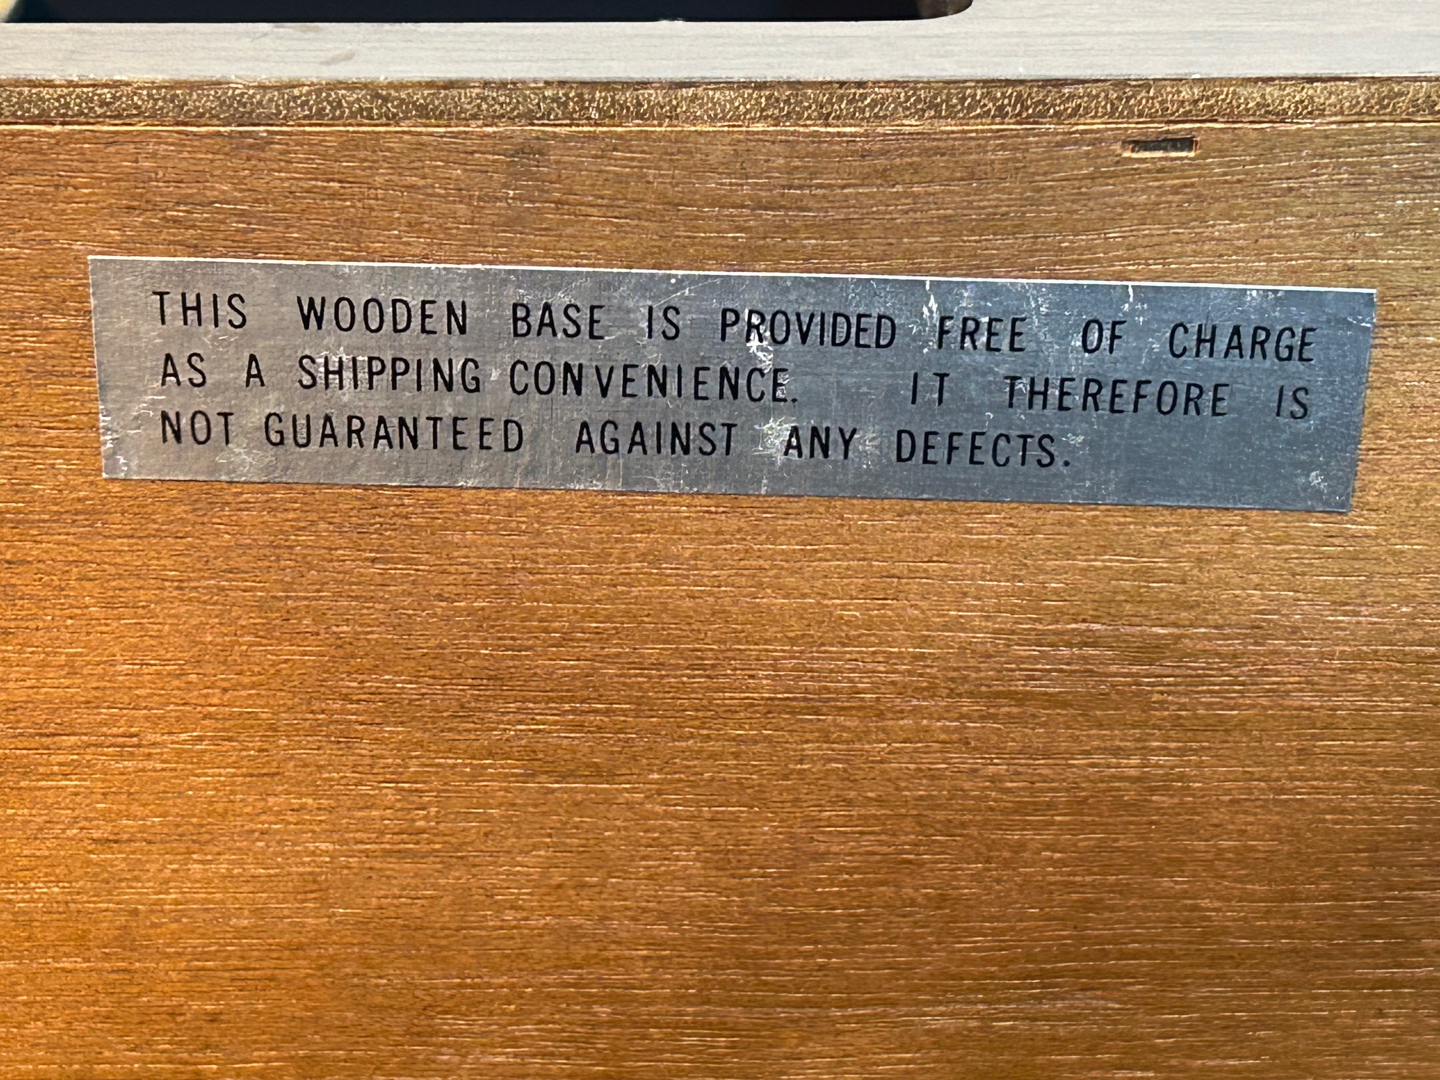 THIS WOODEN BASE IS PROVIDED FREE OF CHARGE
AS A SHIPPING CONVENIENCE. IT THEREFORE IS
NOT GUARANTEED AGAINST ANY DEFECTS.